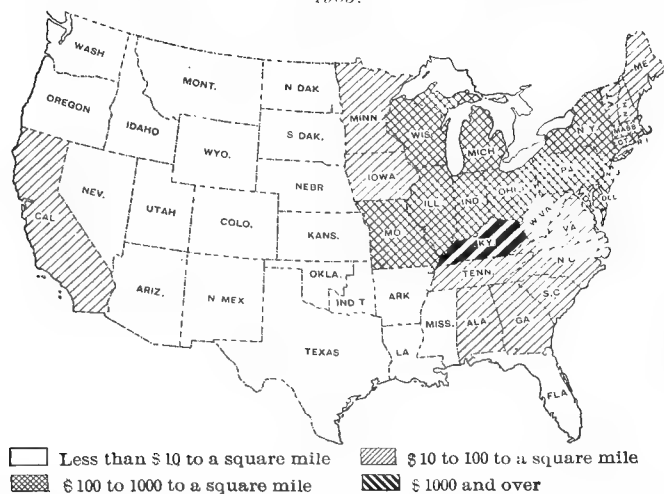 WASH
MONT.
N DAK
ME
OREGON
MINN
IDAHO
S DAK.
WIS
N Y
MASS
WYO.
MICH
R I
IOWA
PA
NEBR
NEV.
OHIO
ILL
IND
DEL
UTAH
COLO.
W VA
VA
CAL
KANS.
MO
KY
N C
TENN
OKLA.
ARIZ.
N MEX
ARK
S C
IND T
MISS.
ALA
GA
TEXAS
LA
FLA
Less than $ 10 to a square mile
$ 10 to 100 to a square mile
$ 100 to 1000 to a square mile
$ 1000 and over